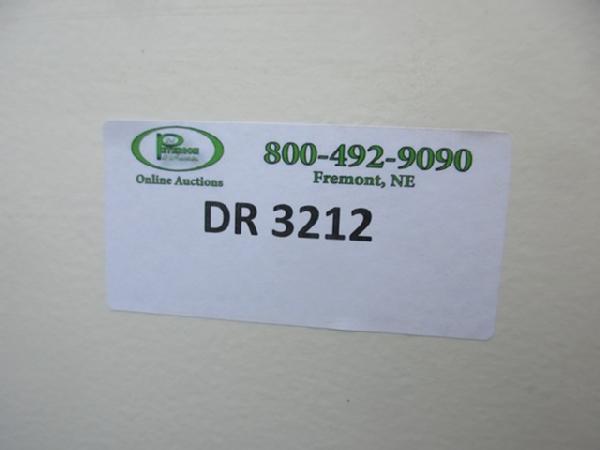 Online Auctions
800-492-9090
Fremont, NE
DR 3212